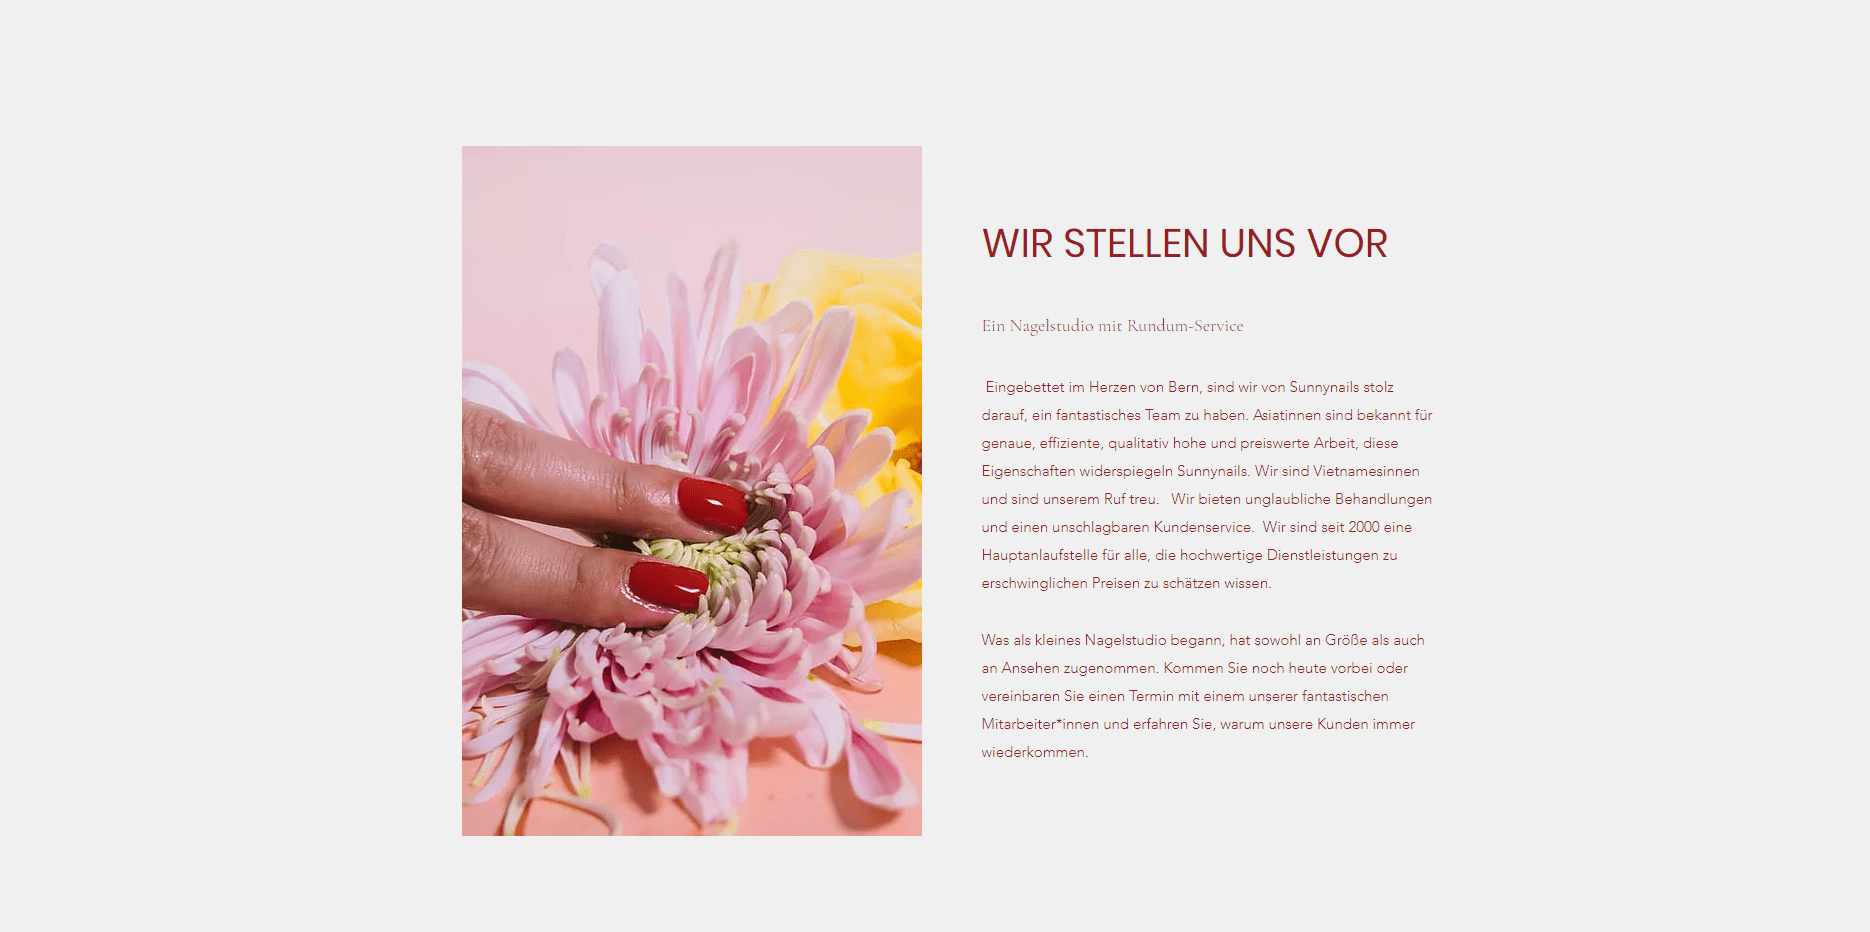 WIR STELLEN UNS VOR
Ein Nagelstudio mit Rundum-Service
Eingebettet im Herzen von Bern, sind wir von Sunnynails stolz
darauf, ein fantastisches Team zu haben. Asiatinnen sind bekannt für
genaue, effiziente, qualitativ hohe und preiswerte Arbeit, diese
Eigenschaften widerspiegeln Sunnynails. Wir sind Vietnamesinnen
und sind unserem Ruf treu.   Wir bieten unglaubliche Behandlungen
und einen unschlagbaren Kundenservice.  Wir sind seit 2000 eine
Hauptanlaufstelle für alle, die hochwertige Dienstleistungen zu
erschwinglichen Preisen zu schätzen wissen.
Was als kleines Nagelstudio begann, hat sowohl an Größe als auch
an Ansehen zugenommen. Kommen Sie noch heute vorbei oder
vereinbaren Sie einen Termin mit einem unserer fantastischen
Mitarbeiter*innen und erfahren Sie, warum unsere Kunden immer
wiederkommen.